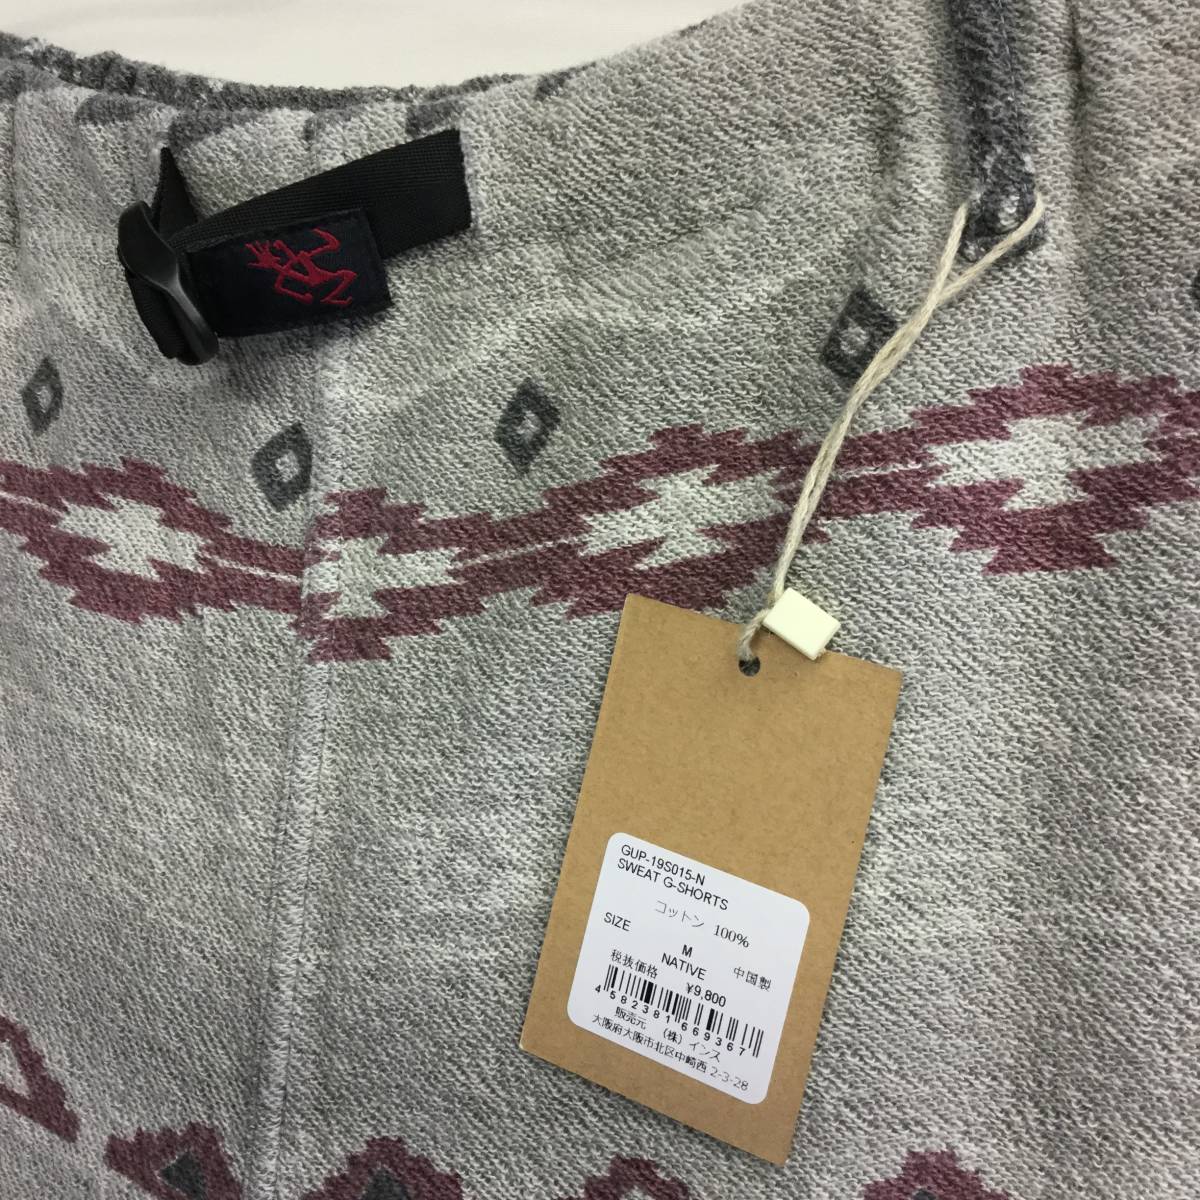 GUP-19S015-N
SWEAT G-SHORTS
コットン 100%
SIZE M
NATIVE 中国製
税抜価格 ¥9,800
4582381669367
販売元 (株)インス
大阪府大阪市北区中崎西 2-3-28